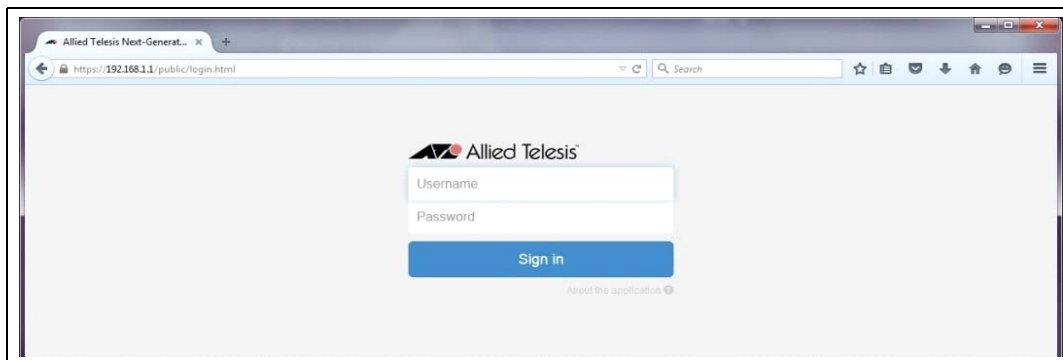 Allied Telesis Next-Generat...
https://192.168.1.1/public/login.html
Search
Allied Telesis™
Username
Password
Sign in
About the application